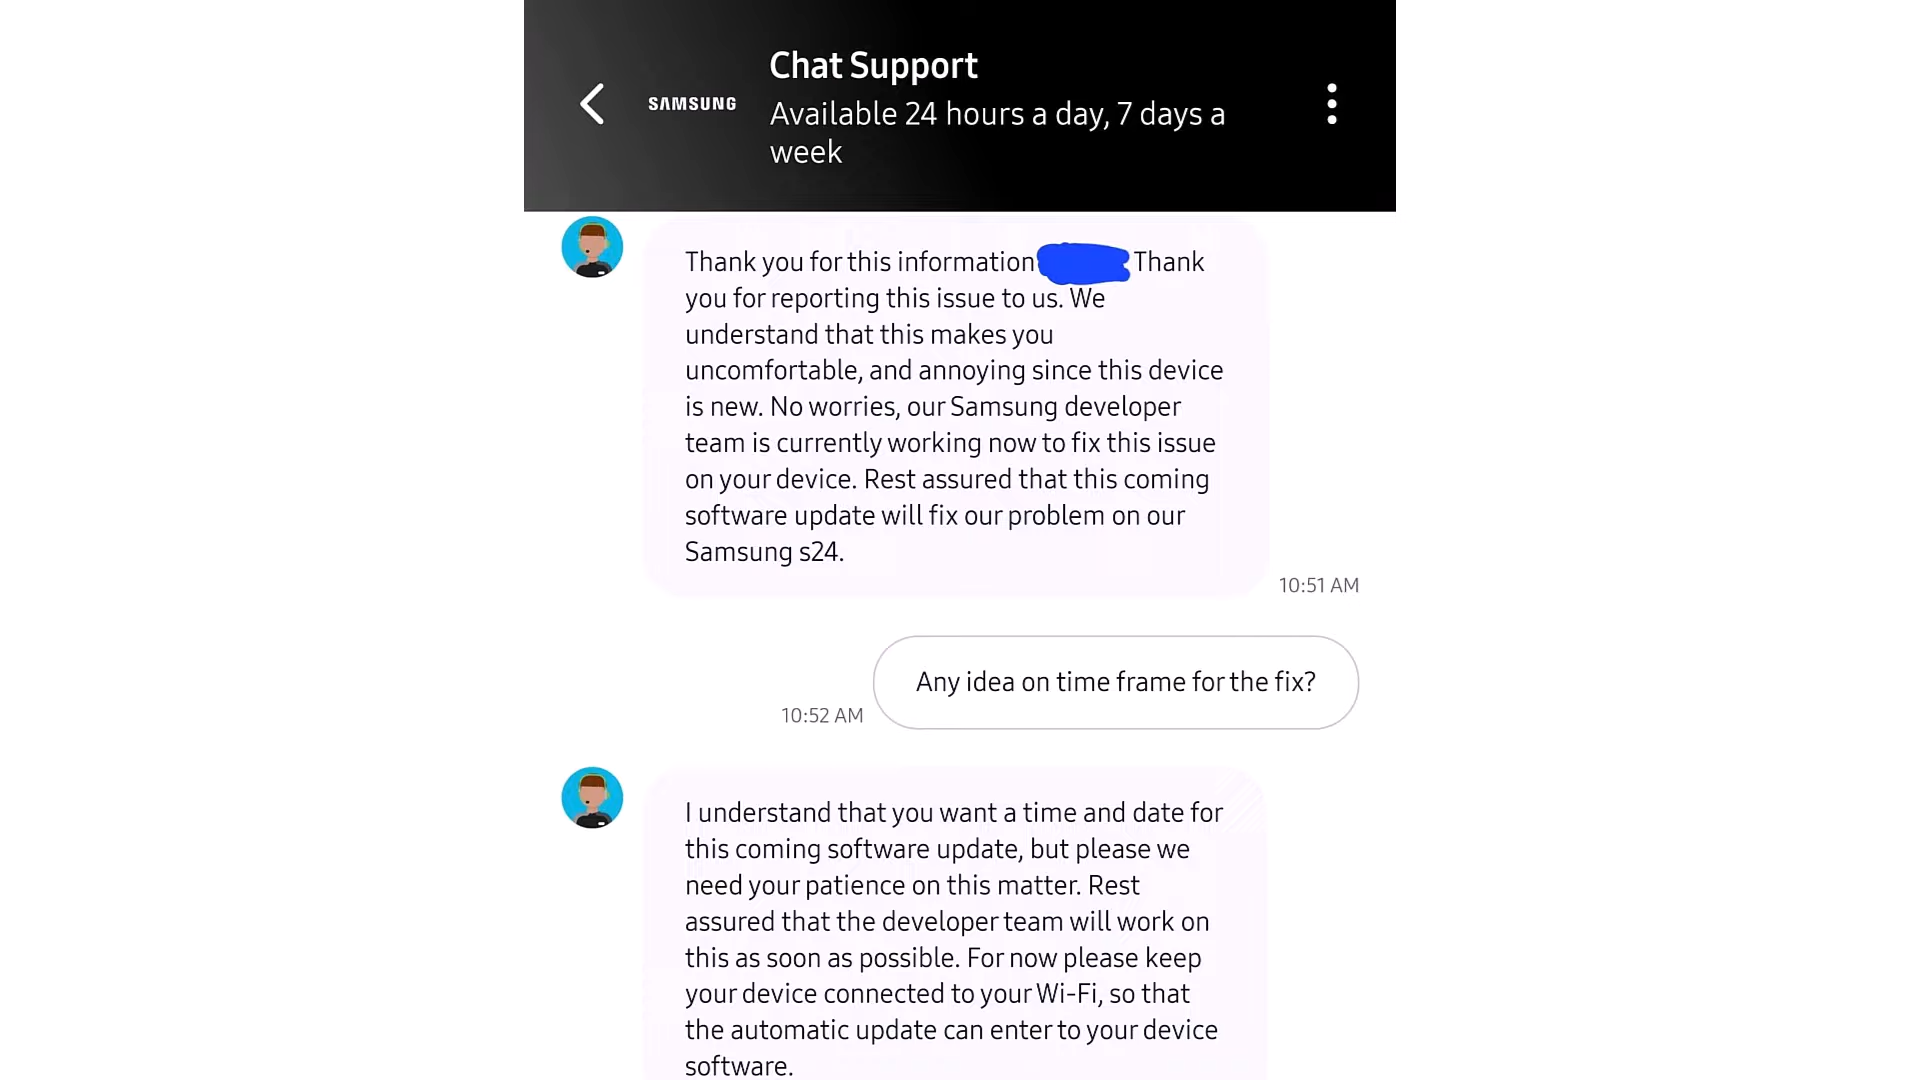 Chat Support
SAMSUNG
Available 24 hours a day, 7 days a
week
Thank you for this information Thank
you for reporting this issue to us. We
understand that this makes you
uncomfortable, and annoying since this device
is new. No worries, our Samsung developer
team is currently working now to fix this issue
on your device. Rest assured that this coming
software update will fix our problem on our
Samsung s24.
10:51 AM
Any idea on time frame for the fix?
10:52 AM
I understand that you want a time and date for
this coming software update, but please we
need your patience on this matter. Rest
assured that the developer team will work on
this as soon as possible. For now please keep
your device connected to your Wi-Fi, so that
the automatic update can enter to your device
software.